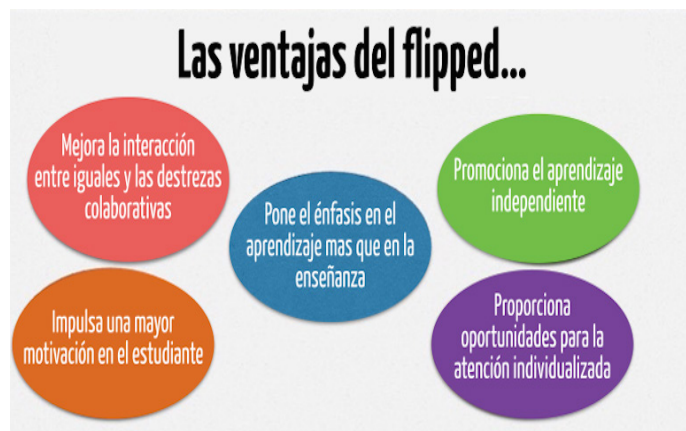 Las ventajas del flipped...
Mejora la interacción
entre iguales y las destrezas
colaborativas
Promociona el aprendizaje
independiente
Pone el énfasis en el
aprendizaje mas que en la
enseñanza
Impulsa una mayor
motivación en el estudiante
Proporciona
oportunidades para la
atención individualizada